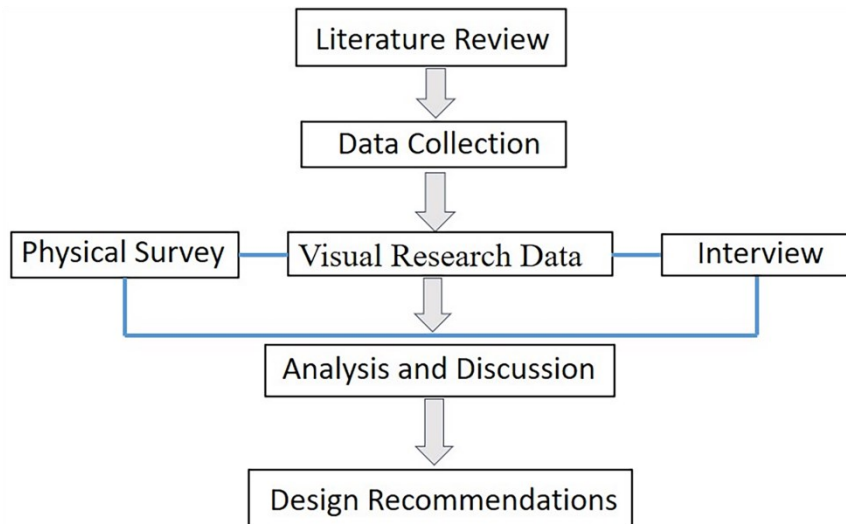 Literature Review
Data Collection
Physical Survey
Visual Research Data
Interview
Analysis and Discussion
Design Recommendations